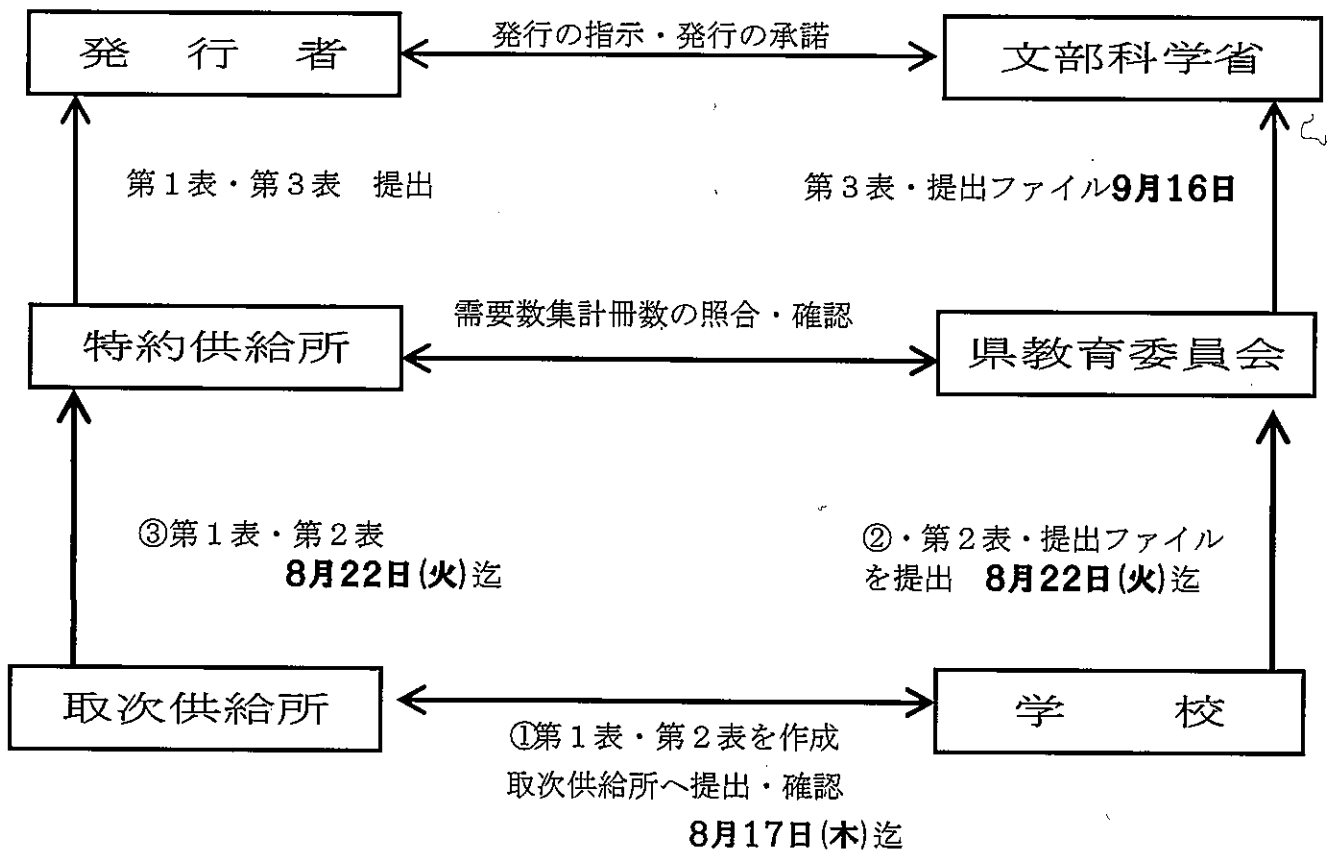 発　行　者
発行の指示・発行の承諾
文部科学省
第１表・第３表　提出
第３表・提出ファイル9月16日
特約供給所
需要数集計冊数の照合・確認
県教育委員会
③第１表・第２表
8月22日(火)迄
②・第２表・提出ファイル
を提出　8月22日(火)迄
取次供給所
学　　校
①第１表・第２表を作成
取次供給所へ提出・確認
8月17日(木)迄